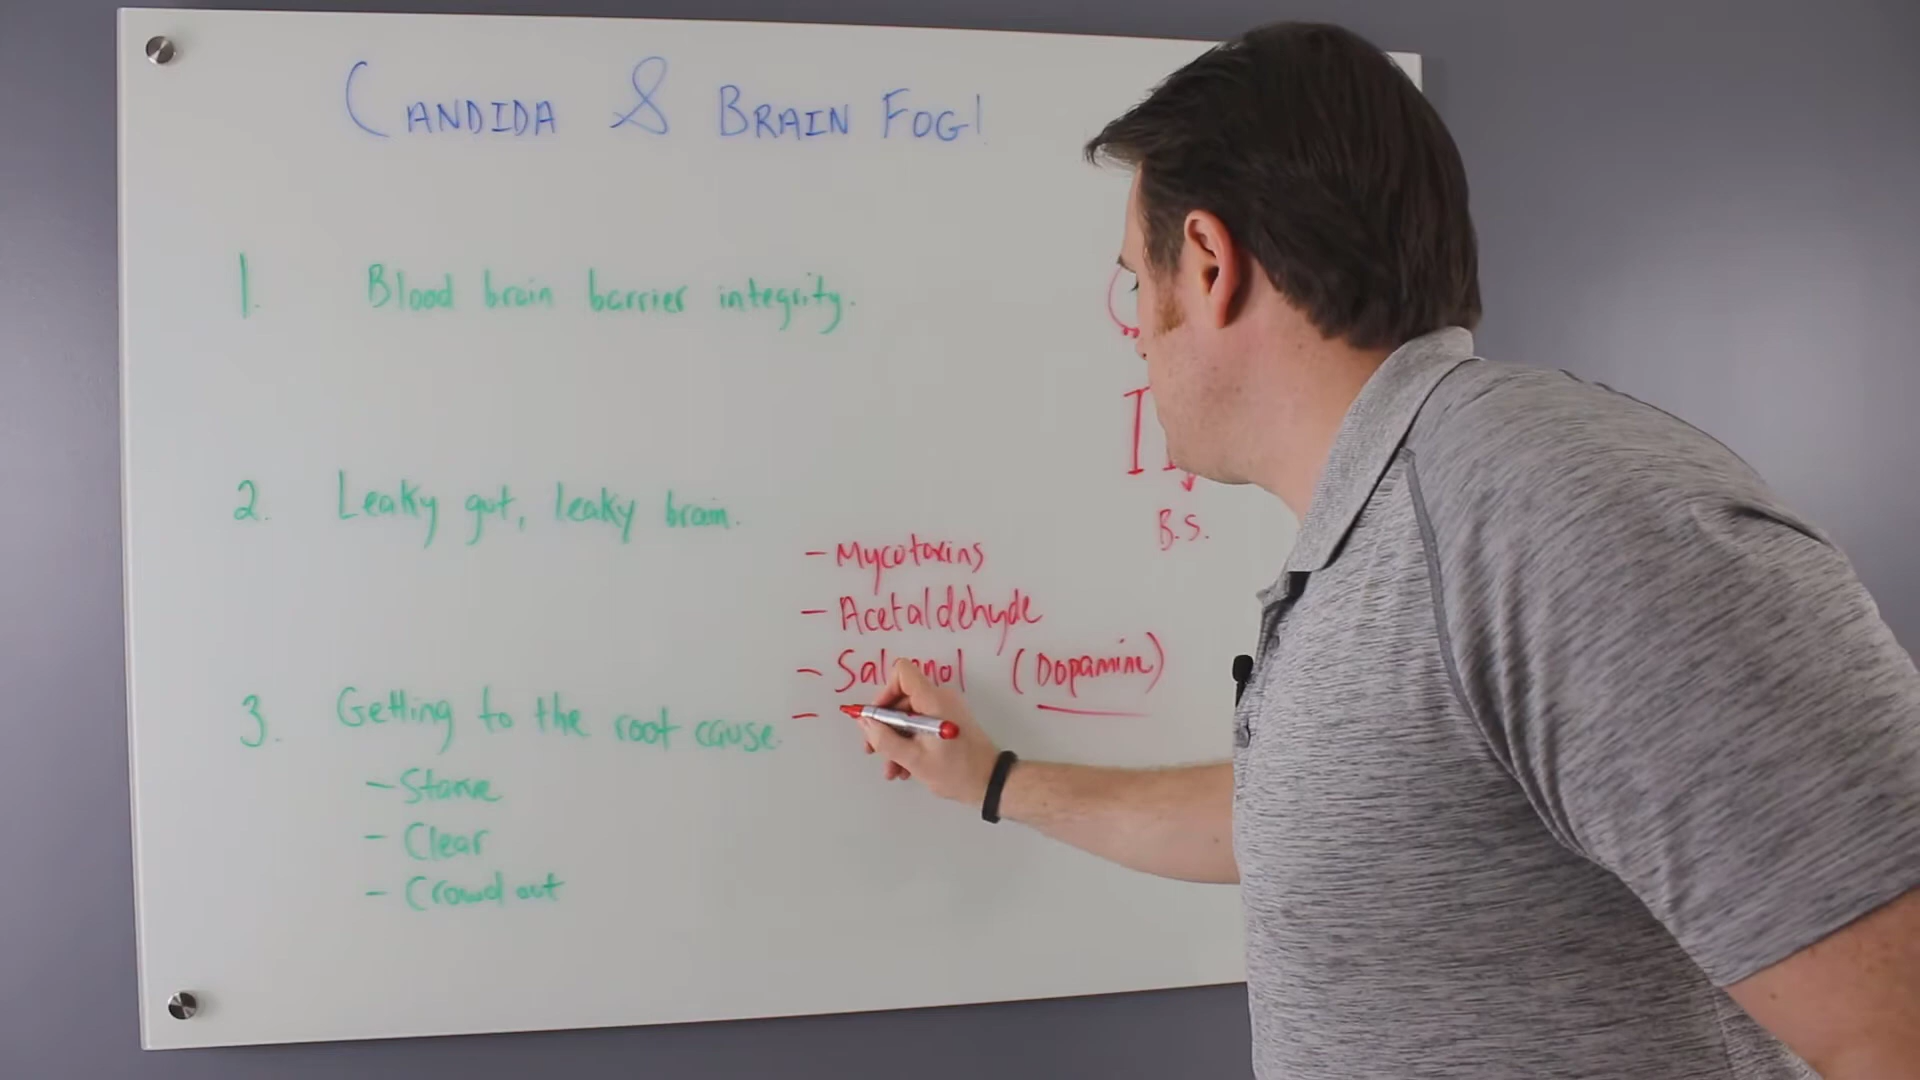 CANDIDA & BRAIN FOG!
1. Blood brain barrier integrity.
2. Leaky gut, leaky brain.
- Mycotoxins
- Acetaldehyde
- (Dopamine)
-
3. Getting to the root cause.
- Starve
- Clear
- Crowd out
B.S.